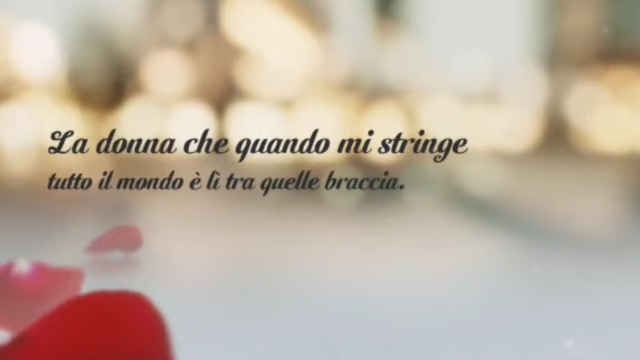 La donna che quando mi stringe
tutto il mondo è lì tra quelle braccia.